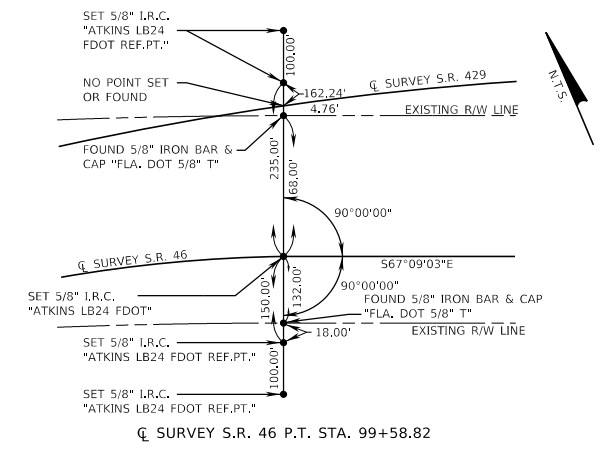 SET 5/8" I.R.C.
"ATKINS LB24
FDOT REF.PT."
100.00'
NO POINT SET
OR FOUND
162.24'
℄ SURVEY S.R. 429
N.T.S.
4.76'
EXISTING R/W LINE
FOUND 5/8" IRON BAR &
CAP "FLA. DOT 5/8" T"
235.00'
168.00'
90°00'00"
℄ SURVEY S.R. 46
S67°09'03"E
90°00'00"
SET 5/8" I.R.C.
"ATKINS LB24 FDOT"
150.00'
132.00'
FOUND 5/8" IRON BAR & CAP
"FLA. DOT 5/8" T"
EXISTING R/W LINE
18.00'
SET 5/8" I.R.C.
"ATKINS LB24 FDOT REF.PT."
100.00'
SET 5/8" I.R.C.
"ATKINS LB24 FDOT REF.PT."
℄ SURVEY S.R. 46 P.T. STA. 99+58.82